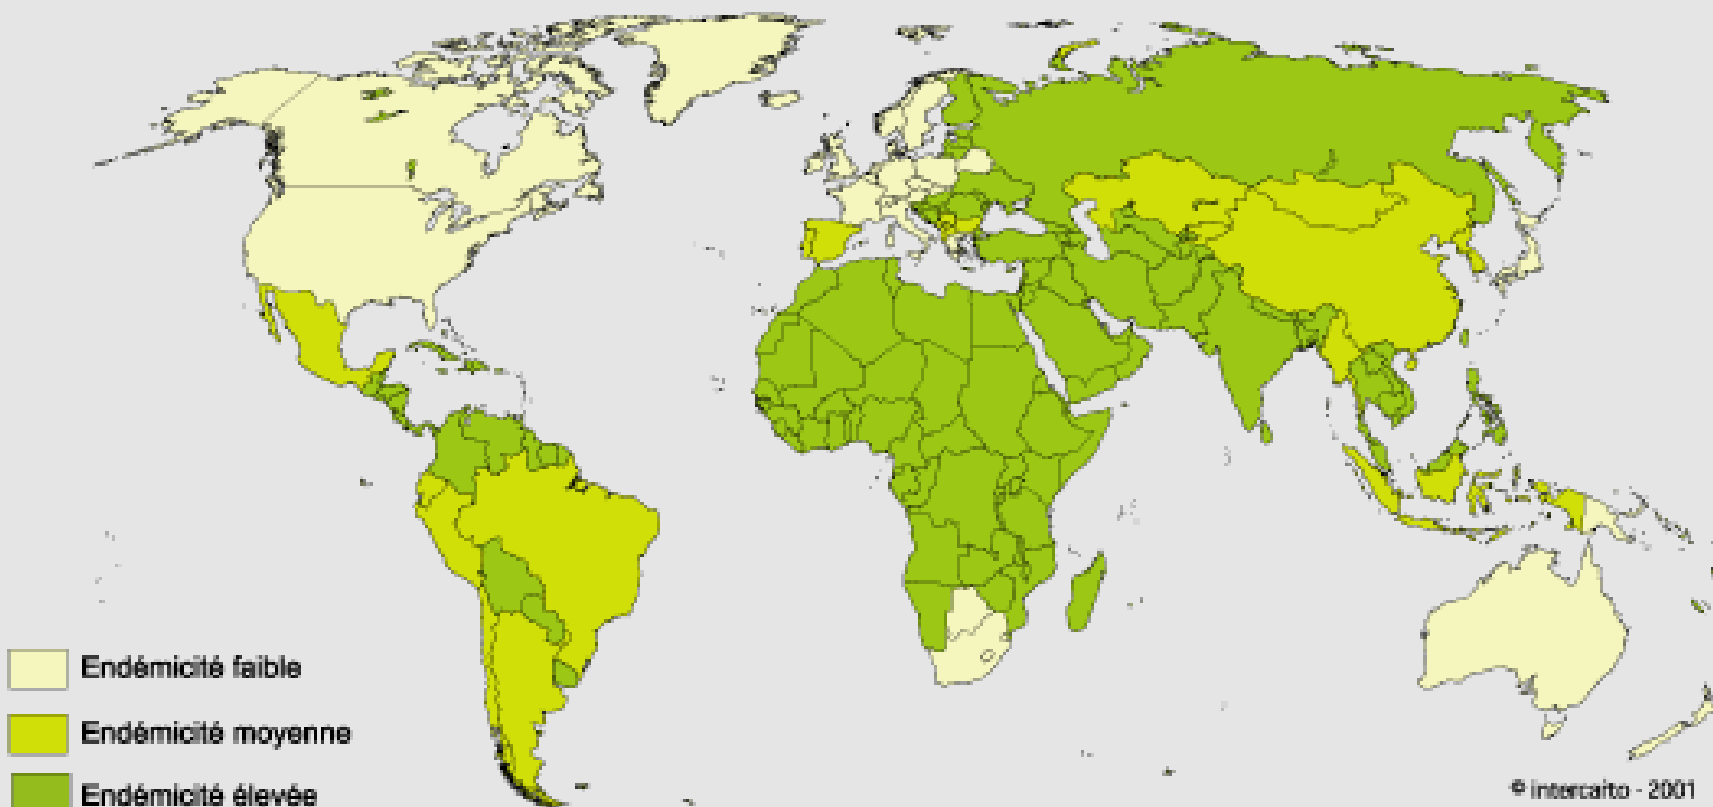 Endémicité faible
Endémicité moyenne
Endémicité élevée
© intercarto - 2001